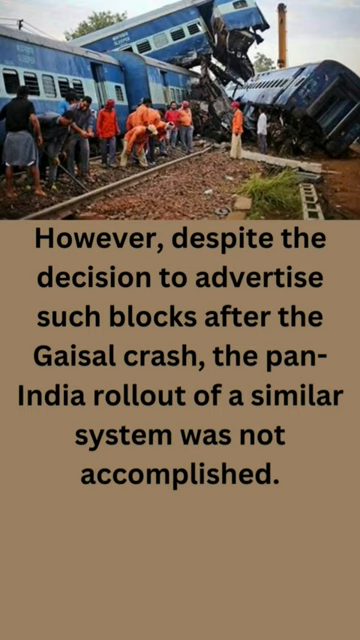 However, despite the
decision to advertise
such blocks after the
Gaisal crash, the pan-
India rollout of a similar
system was not
accomplished.